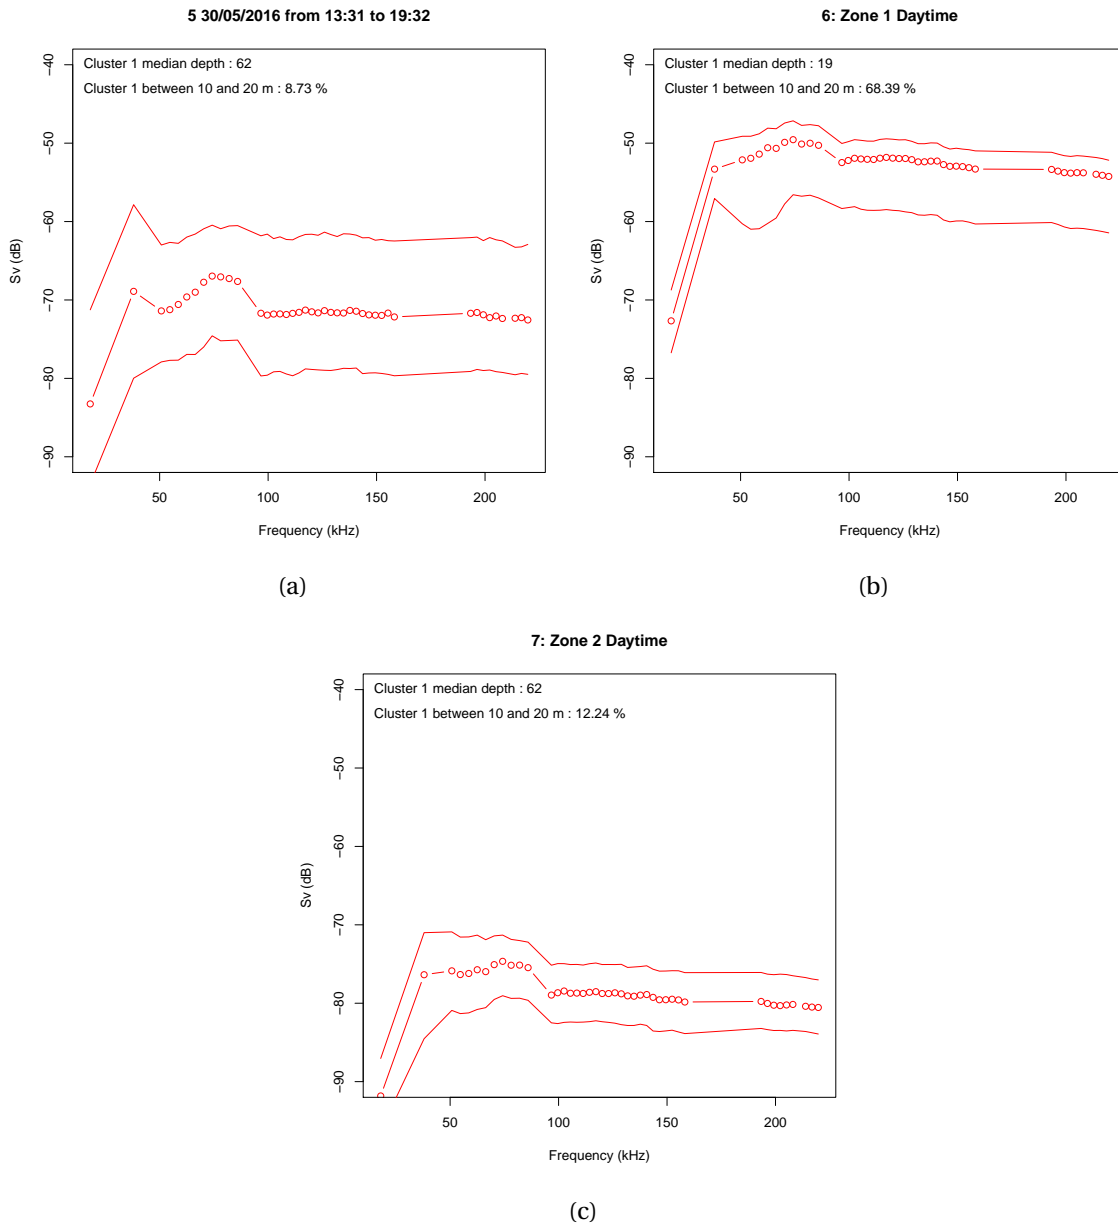 5 30/05/2016 from 13:31 to 19:32
Cluster 1 median depth : 62
Cluster 1 between 10 and 20 m : 8.73 %
−40
−50
−60
−70
−80
−90
Sv (dB)
50 100 150 200
Frequency (kHz)
(a)
6: Zone 1 Daytime
Cluster 1 median depth : 19
Cluster 1 between 10 and 20 m : 68.39 %
−40
−50
−60
−70
−80
−90
Sv (dB)
50 100 150 200
Frequency (kHz)
(b)
7: Zone 2 Daytime
Cluster 1 median depth : 62
Cluster 1 between 10 and 20 m : 12.24 %
−40
−50
−60
−70
−80
−90
Sv (dB)
50 100 150 200
Frequency (kHz)
(c)